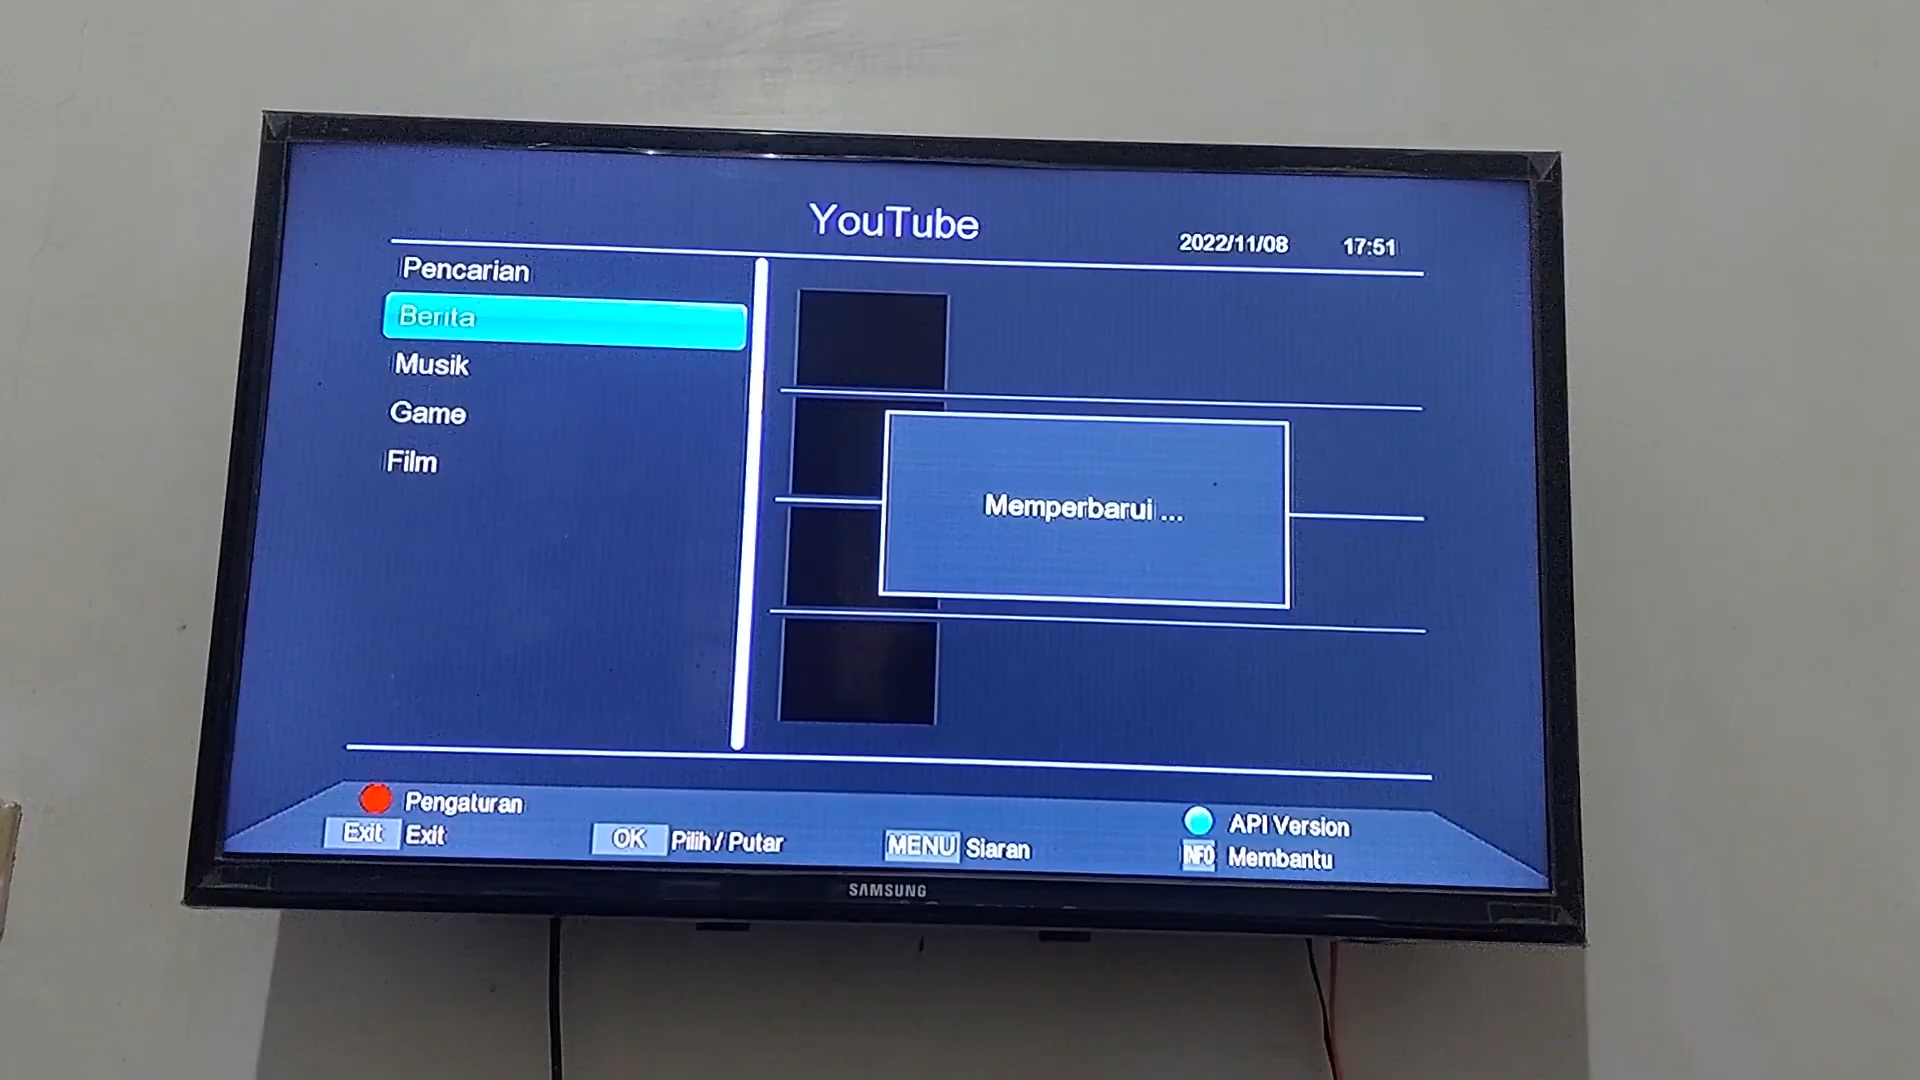 YouTube
2022/11/08 17:51
Pencarian
Berita
Musik
Game
Film
Memperbarui ...
Pengaturan
API Version
Exit Exit
OK Pilih / Putar
MENU Siaran
INFO Membantu
SAMSUNG